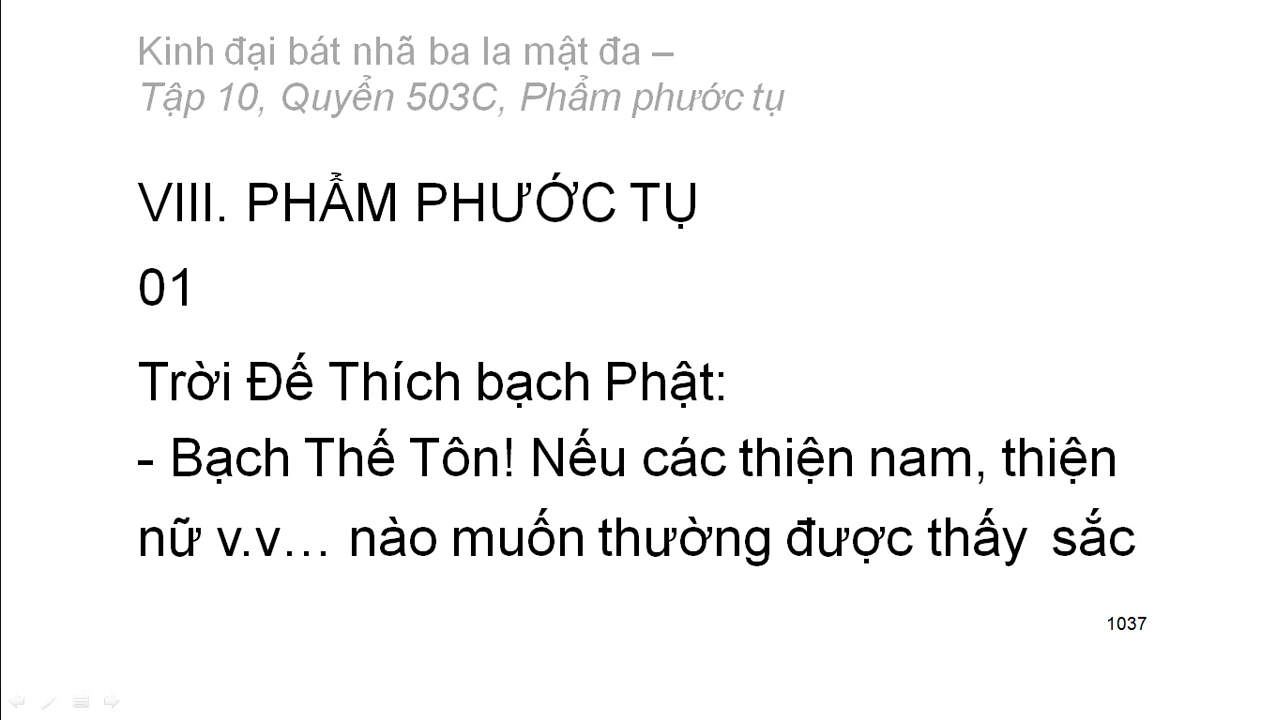 Kinh đại bát nhã ba la mật đa –
Tập 10, Quyển 503C, Phẩm phước tụ
VIII. PHẨM PHƯỚC TỤ
01
Trời Đế Thích bạch Phật:
- Bạch Thế Tôn! Nếu các thiện nam, thiện
nữ v.v… nào muốn thường được thấy sắc
1037